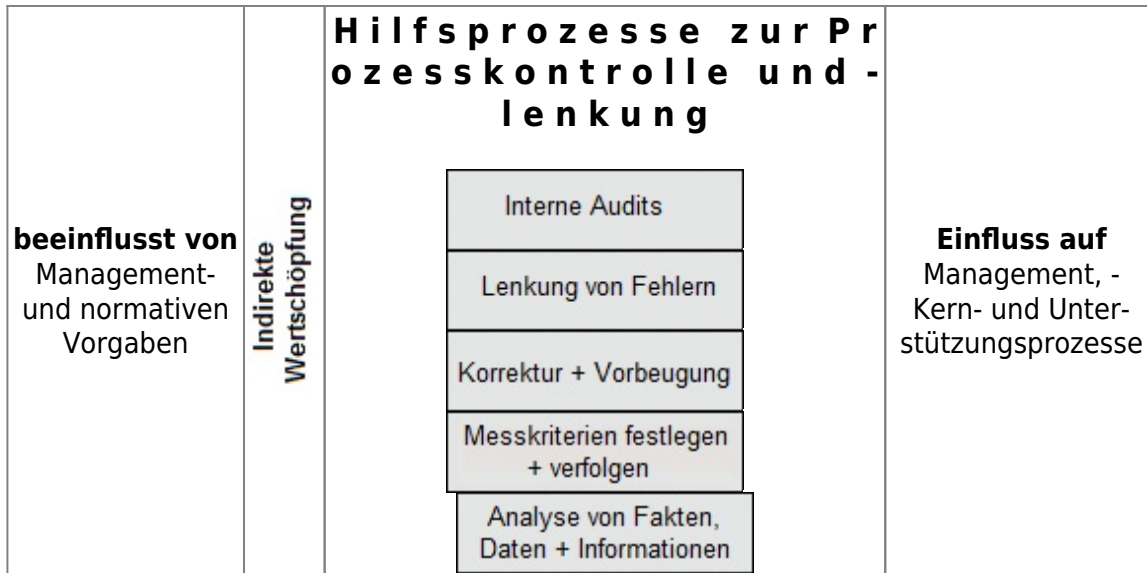 beeinflusst von
Management-
und normativen
Vorgaben
Indirekte
Wertschöpfung
Hilfsprozesse zur Pr
ozesskontrolle und -
lenkung
Interne Audits
Lenkung von Fehlern
Korrektur + Vorbeugung
Messkriterien festlegen
+ verfolgen
Analyse von Fakten,
Daten + Informationen
Einfluss auf
Management, -
Kern- und Unter-
stützungsprozesse